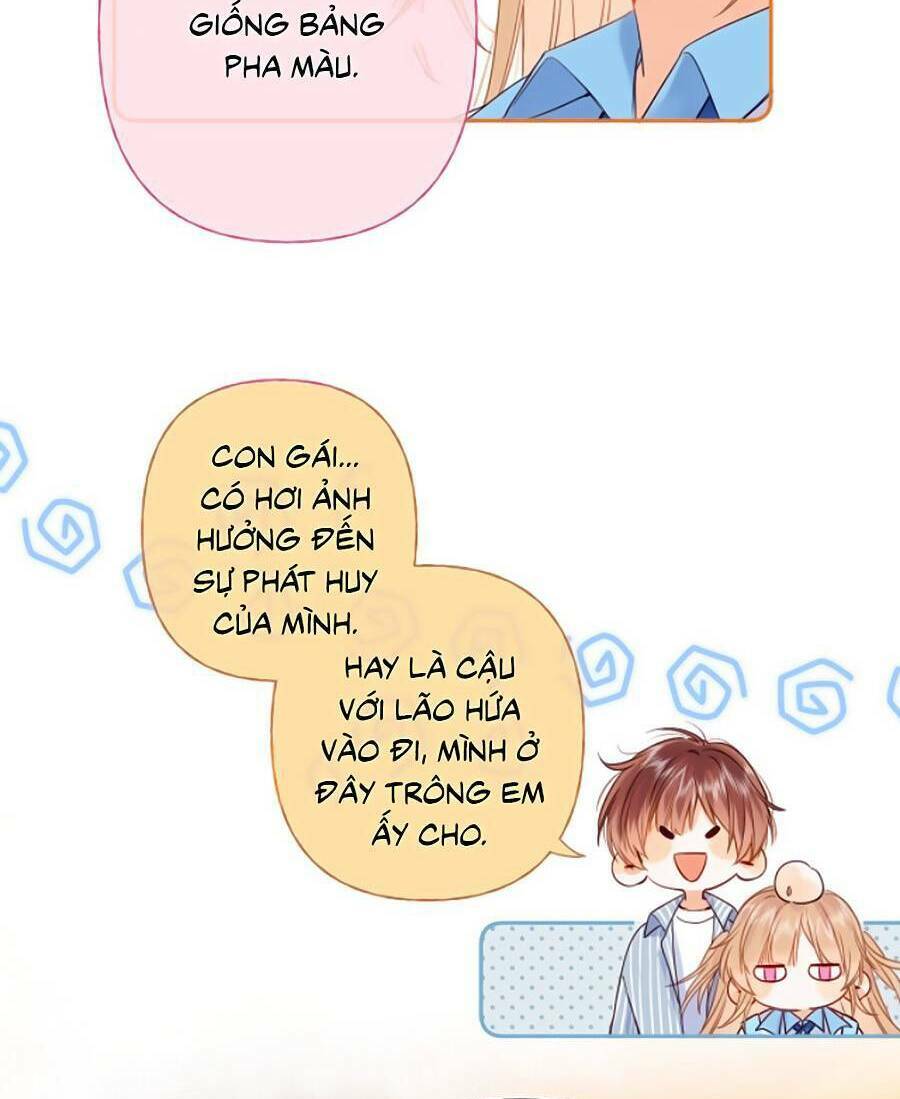 GIỐNG BẢNG
PHA MÀU.
CON GÁI...
CÓ HƠI ẢNH
HƯỞNG ĐẾN
SỰ PHÁT HUY
CỦA MÌNH.
HAY LÀ CẬU
VỚI LÃO HỨA
VÀO ĐI, MÌNH Ở
ĐÂY TRÔNG EM
ẤY CHO.